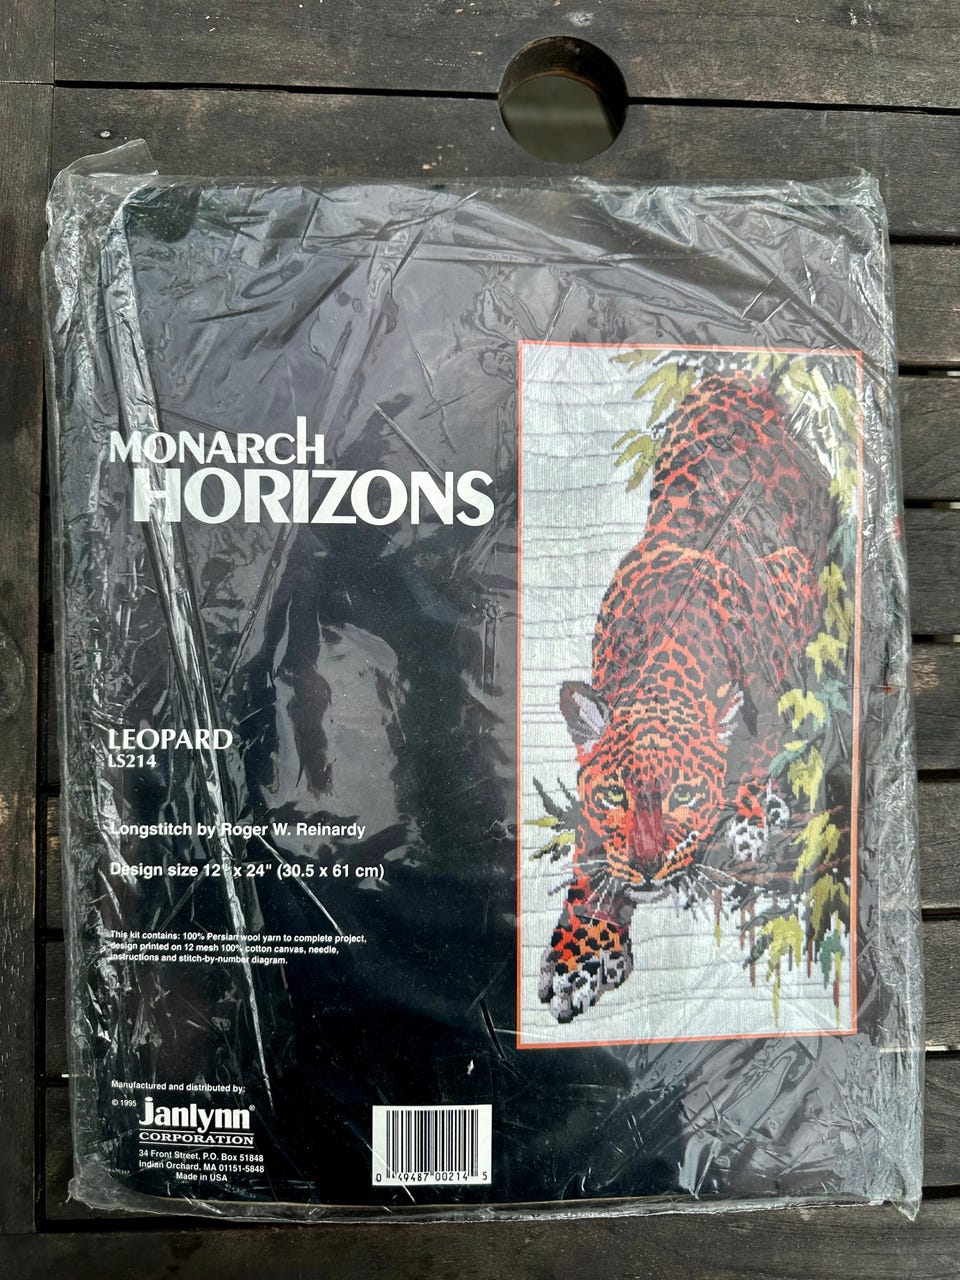 MONARCH
HORIZONS
LEOPARD
LS214
Longstitch by Roger W. Reinardy
Design size 12" x 24" (30.5 x 61 cm)
This kit contains: 100% Persian wool yarn to complete project,
design printed on 12 mesh 100% cotton canvas, needle,
instructions and stitch-by-number diagram.
Manufactured and distributed by:
© 1995
janlynn®
CORPORATION
34 Front Street, P.O. Box 51848
Indian Orchard, MA 01151-5848
Made in USA
0 49487 00214 5